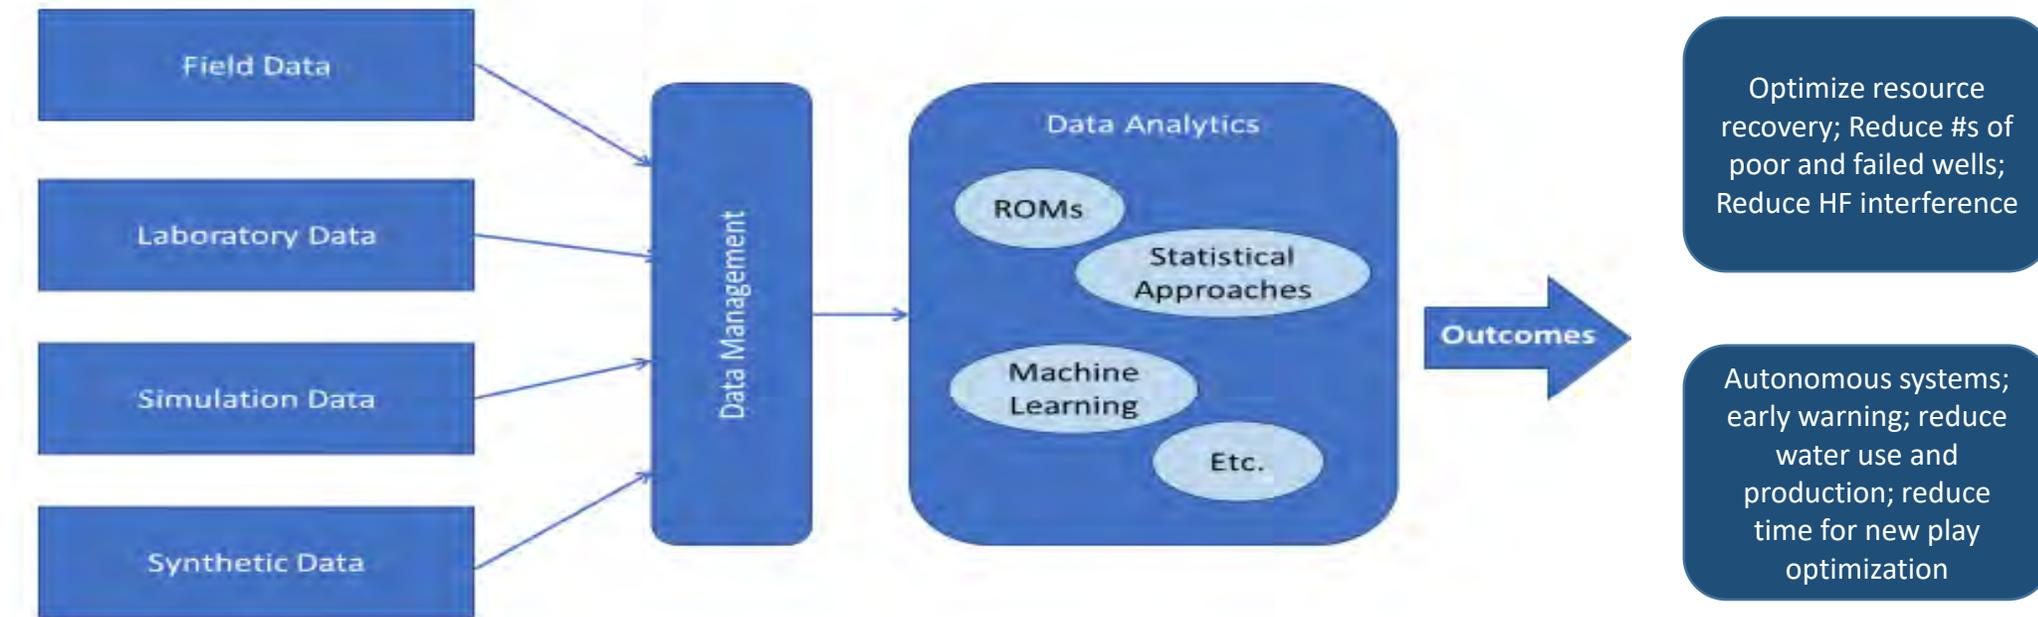 Field Data
Laboratory Data
Simulation Data
Synthetic Data
Data Management
Data Analytics
ROMs
Statistical
Approaches
Machine
Learning
Etc.
Outcomes
Optimize resource
recovery; Reduce #s of
poor and failed wells;
Reduce HF interference
Autonomous systems;
early warning; reduce
water use and
production; reduce
time for new play
optimization